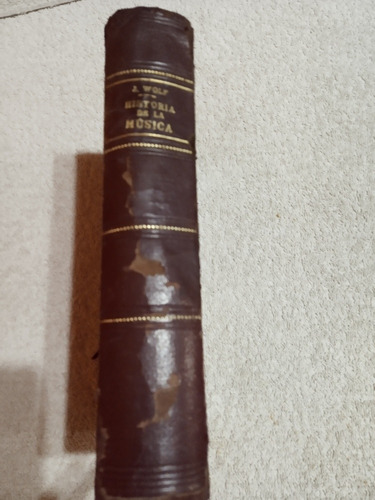 J. WOLF
HISTORIA
DE LA
MÚSICA